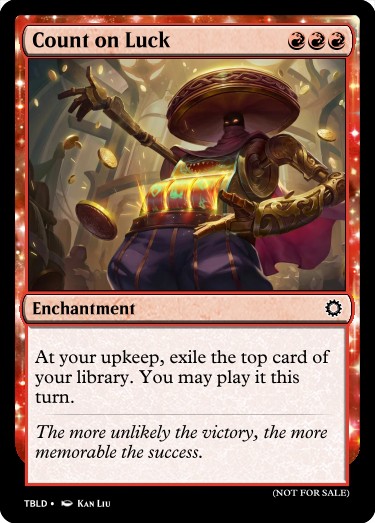 Count on Luck
Enchantment
At your upkeep, exile the top card of
your library. You may play it this
turn.
The more unlikely the victory, the more
memorable the success.
(NOT FOR SALE)
TBLD • Kan Liu